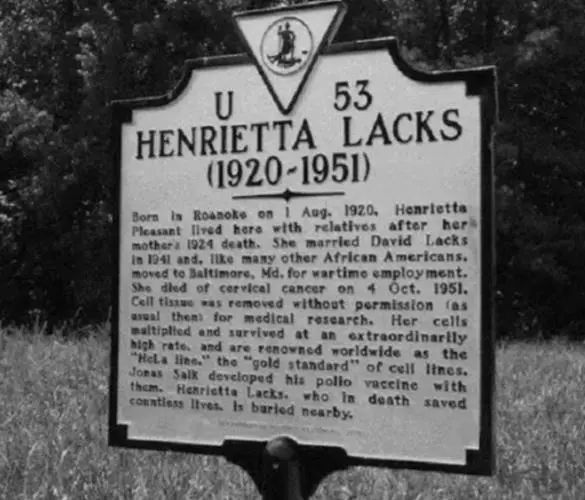 U 53
HENRIETTA LACKS
(1920-1951)
Born in Roanoke on 1 Aug. 1920, Henrietta
Pleasant lived here with relatives after her
mother's 1924 death. She married David Lacks
in 1941 and, like many other African Americans,
moved to Baltimore, Md. for wartime employment.
She died of cervical cancer on 4 Oct. 1951.
Cell tissue was removed without permission (as
usual then) for medical research. Her cells
multiplied and survived at an extraordinarily
high rate, and are renowned worldwide as the
"HeLa line," the "gold standard" of cell lines.
Jonas Salk developed his polio vaccine with
them. Henrietta Lacks, who in death saved
countless lives, is buried nearby.